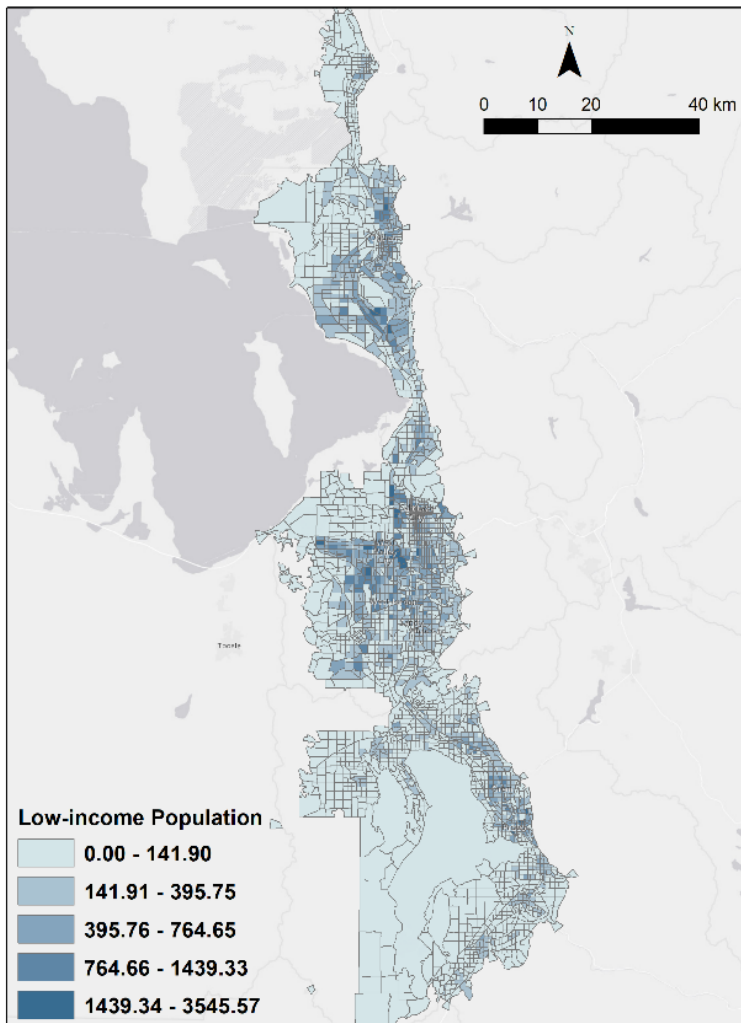 N
0 10 20 40 km
Tooele
Low-income Population
0.00 - 141.90
141.91 - 395.75
395.76 - 764.65
764.66 - 1439.33
1439.34 - 3545.57